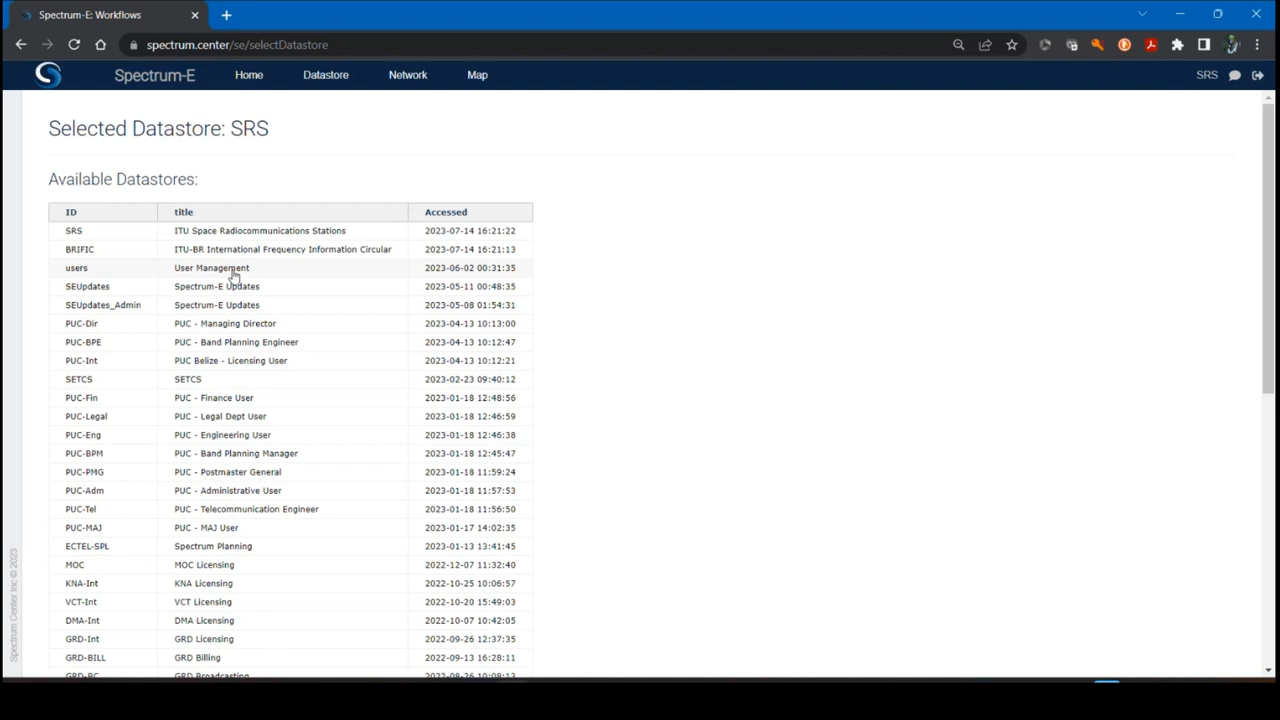 Spectrum-E: Workflows
spectrum.center/se/selectDatastore
Spectrum-E Home Datastore Network Map SRS
Selected Datastore: SRS
Available Datastores:
ID title Accessed
SRS ITU Space Radiocommunications Stations 2023-07-14 16:21:22
BRIFIC ITU-BR International Frequency Information Circular 2023-07-14 16:21:13
users User Management 2023-06-02 00:31:35
SEUpdates Spectrum-E Updates 2023-05-11 00:48:35
SEUpdates_Admin Spectrum-E Updates 2023-05-08 01:54:31
PUC-Dir PUC - Managing Director 2023-04-13 10:13:00
PUC-BPE PUC - Band Planning Engineer 2023-04-13 10:12:47
PUC-Int PUC Belize - Licensing User 2023-04-13 10:12:21
SETCS SETCS 2023-02-23 09:40:12
PUC-Fin PUC - Finance User 2023-01-18 12:48:56
PUC-Legal PUC - Legal Dept User 2023-01-18 12:46:59
PUC-Eng PUC - Engineering User 2023-01-18 12:46:38
PUC-BPM PUC - Band Planning Manager 2023-01-18 12:45:47
PUC-PMG PUC - Postmaster General 2023-01-18 11:59:24
PUC-Adm PUC - Administrative User 2023-01-18 11:57:53
PUC-Tel PUC - Telecommunication Engineer 2023-01-18 11:56:50
PUC-MAJ PUC - MAJ User 2023-01-17 14:02:35
ECTEL-SPL Spectrum Planning 2023-01-13 13:41:45
MOC MOC Licensing 2022-12-07 11:32:40
KNA-Int KNA Licensing 2022-10-25 10:06:57
VCT-Int VCT Licensing 2022-10-20 15:49:03
DMA-Int DMA Licensing 2022-10-07 10:42:05
GRD-Int GRD Licensing 2022-09-26 12:37:35
GRD-BILL GRD Billing 2022-09-13 16:28:11
GRD-BC GRD Broadcasting 2022-08-26 10:08:13
Spectrum Center Inc © 2023